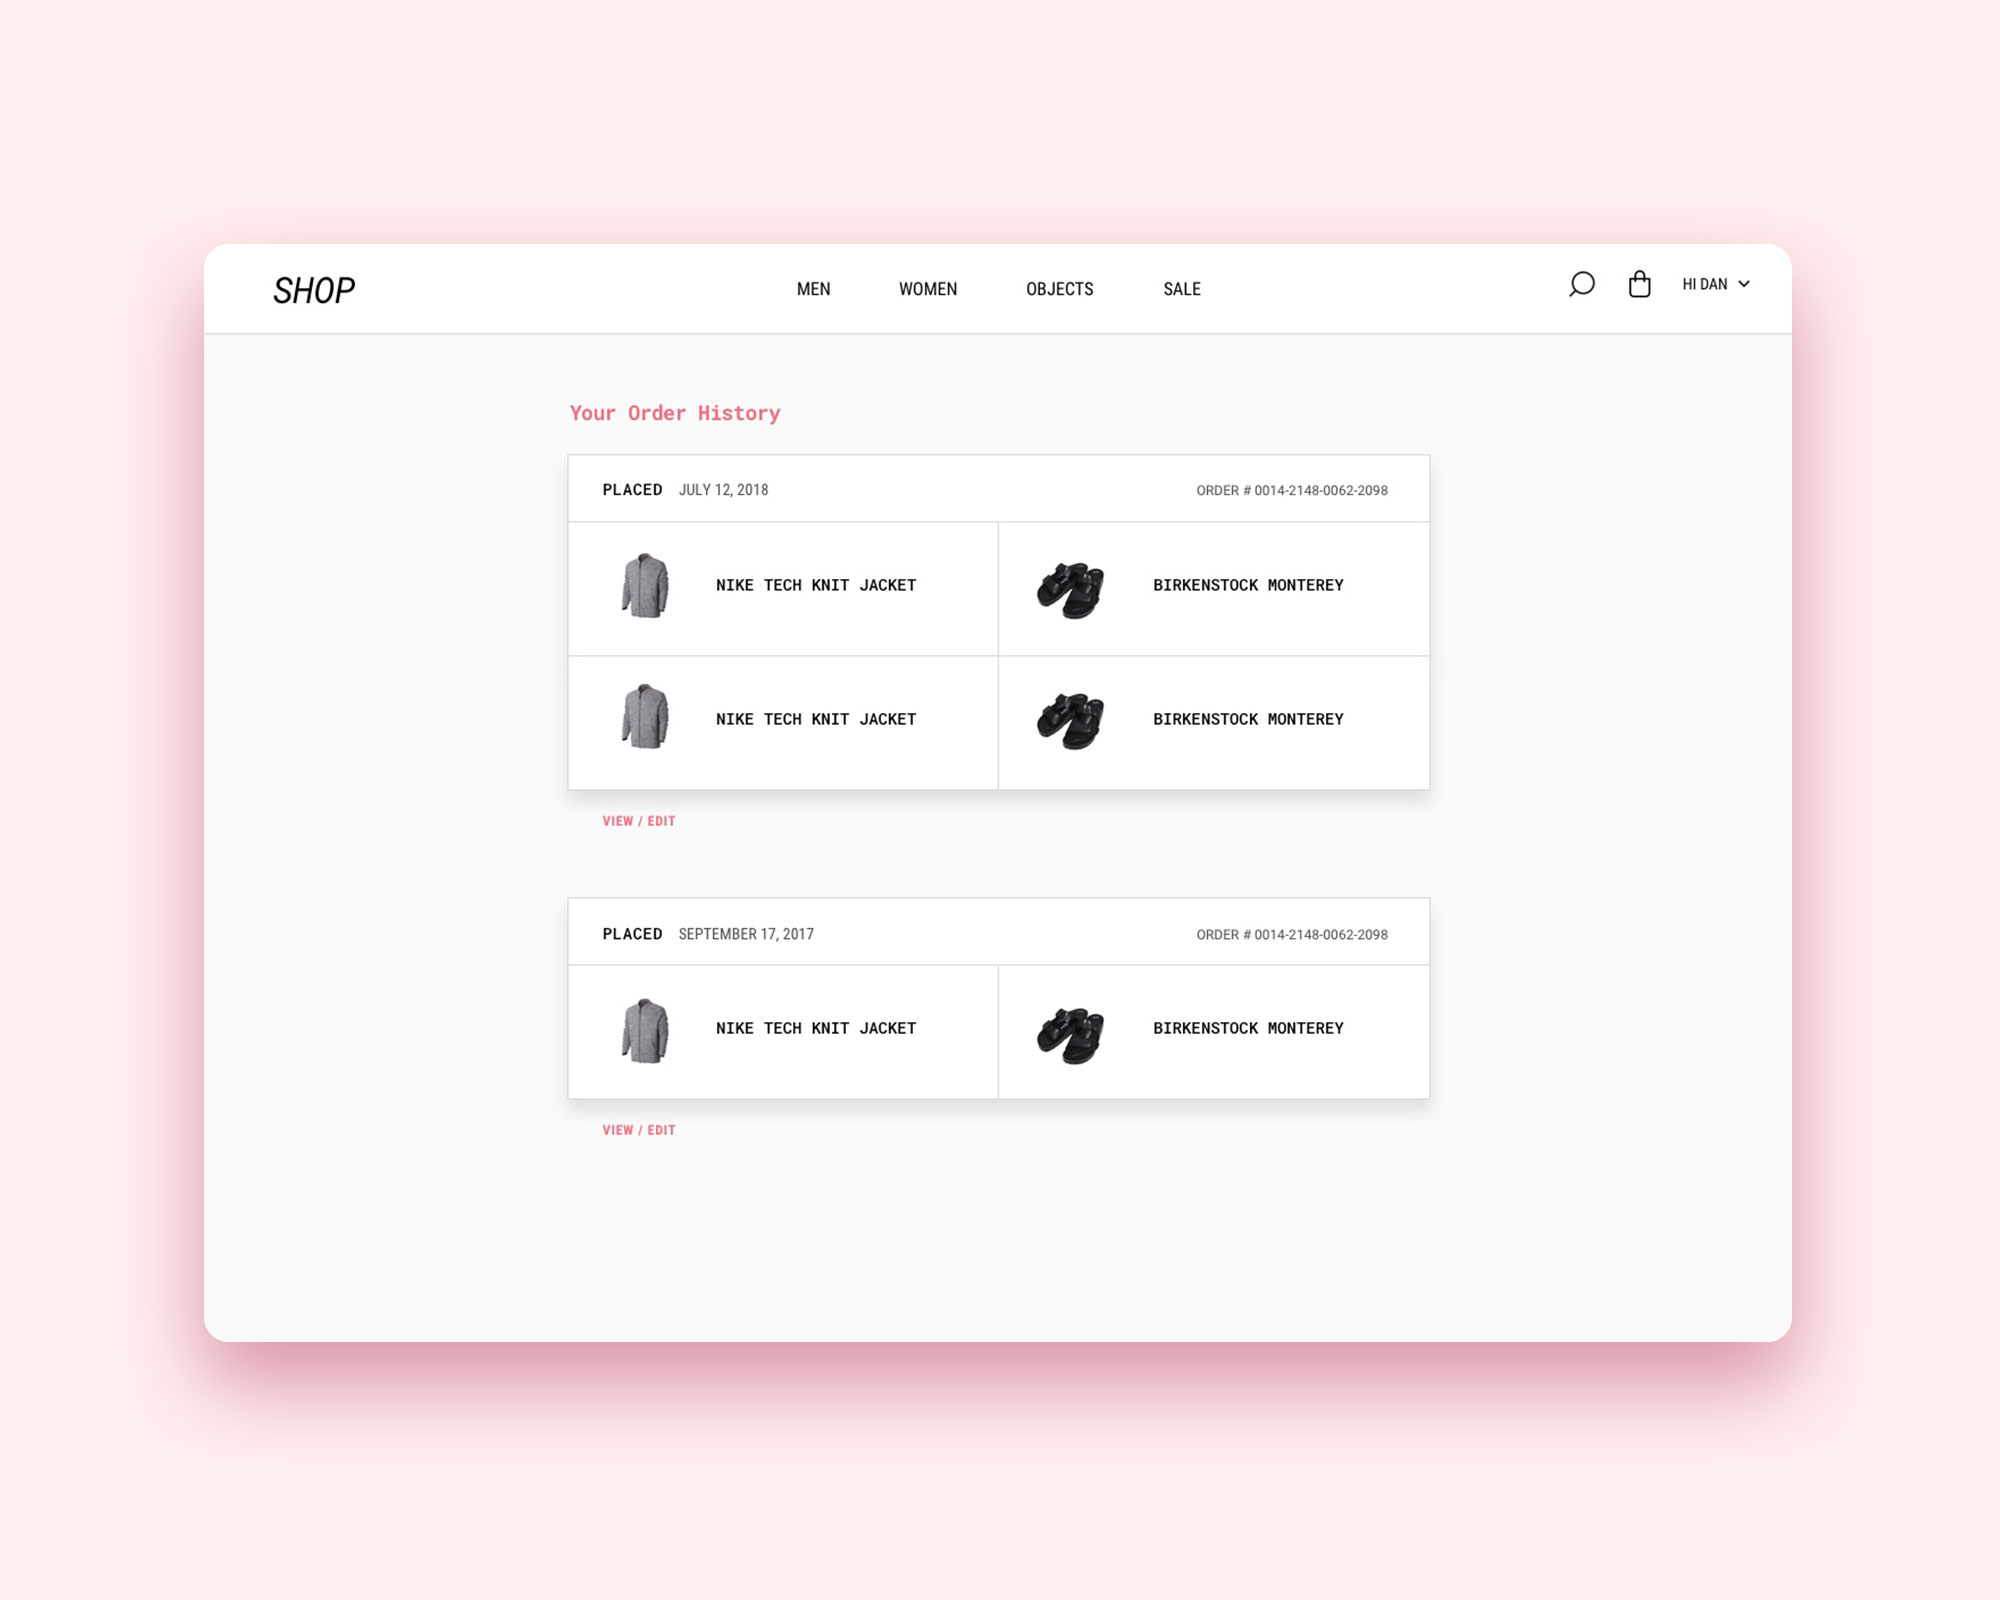 SHOP MEN WOMEN OBJECTS SALE HI DAN
Your Order History
PLACED JULY 12, 2018 ORDER # 0014-2148-0062-2098
NIKE TECH KNIT JACKET BIRKENSTOCK MONTEREY
NIKE TECH KNIT JACKET BIRKENSTOCK MONTEREY
VIEW / EDIT
PLACED SEPTEMBER 17, 2017 ORDER # 0014-2148-0062-2098
NIKE TECH KNIT JACKET BIRKENSTOCK MONTEREY
VIEW / EDIT